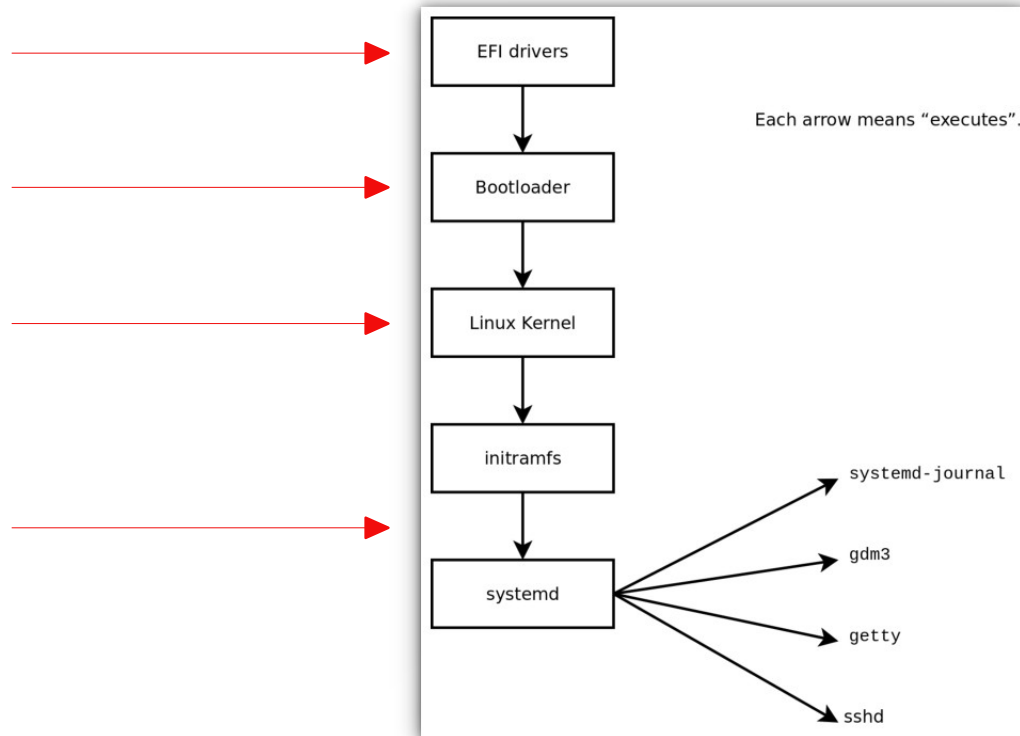 EFI drivers
Each arrow means “executes”.
Bootloader
Linux Kernel
initramfs
systemd
systemd-journal
gdm3
getty
sshd